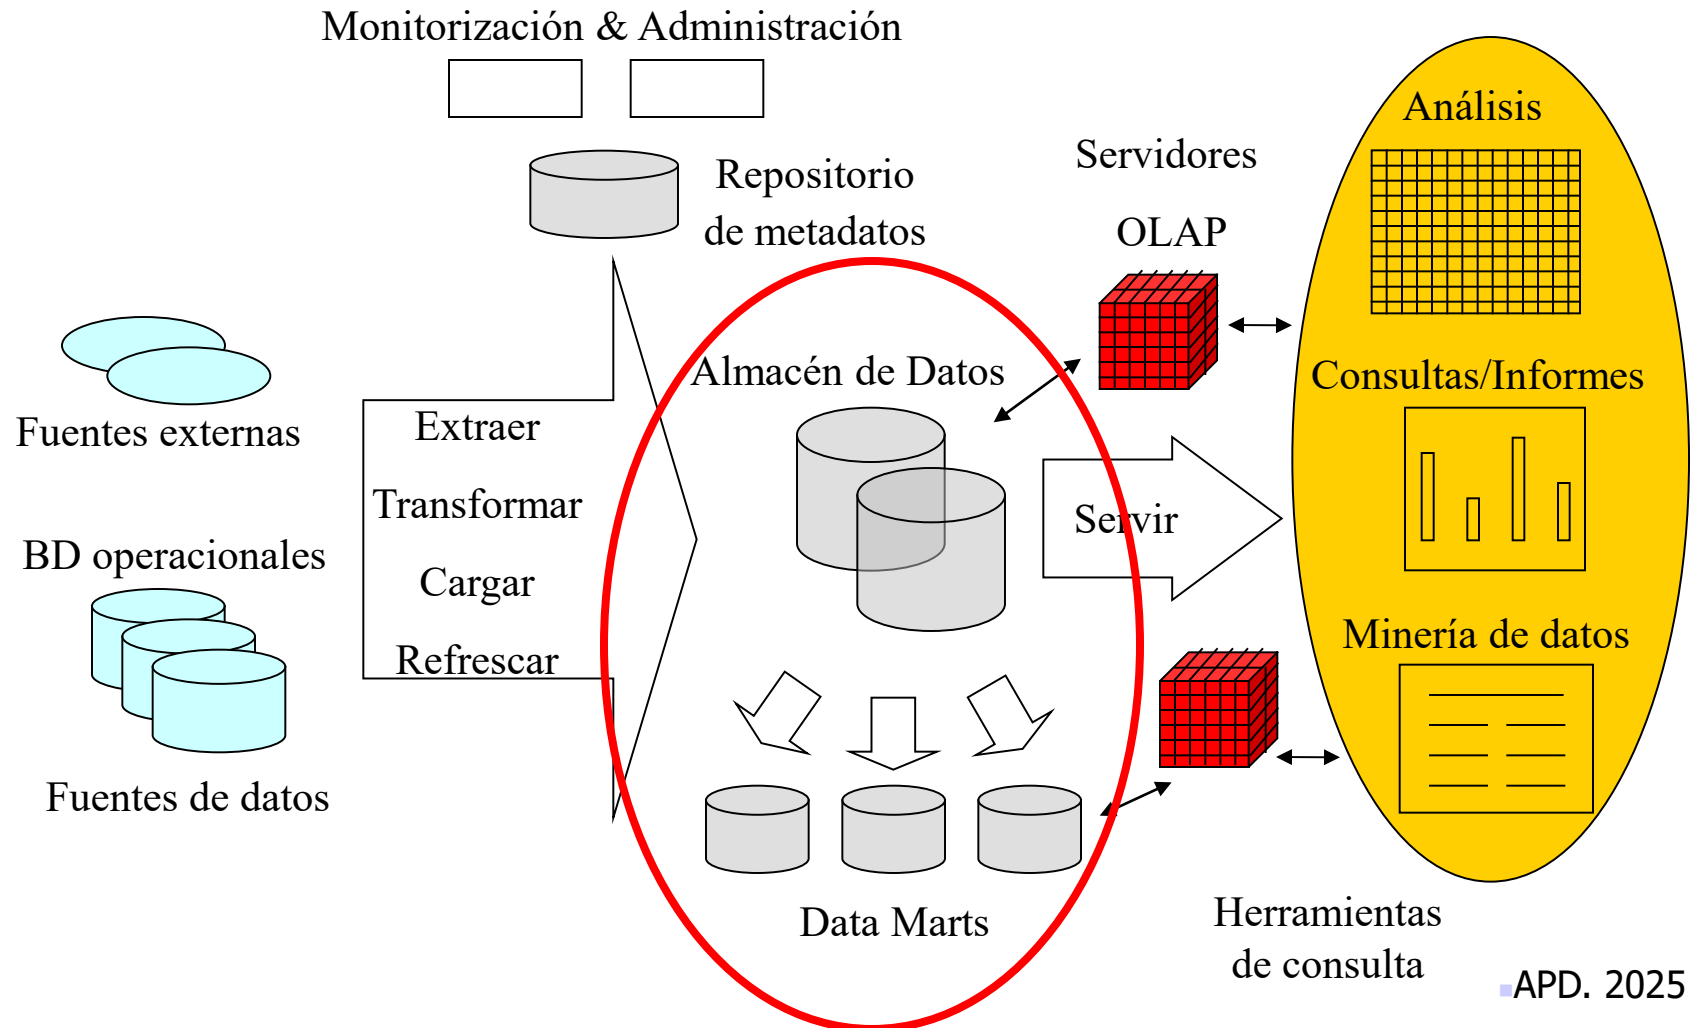 Monitorización & Administración
Repositorio
de metadatos
Servidores
OLAP
Análisis
Fuentes externas
Extraer
Transformar
Cargar
Refrescar
Almacén de Datos
Servir
Consultas/Informes
BD operacionales
Minería de datos
Fuentes de datos
Data Marts
Herramientas
de consulta
APD. 2025